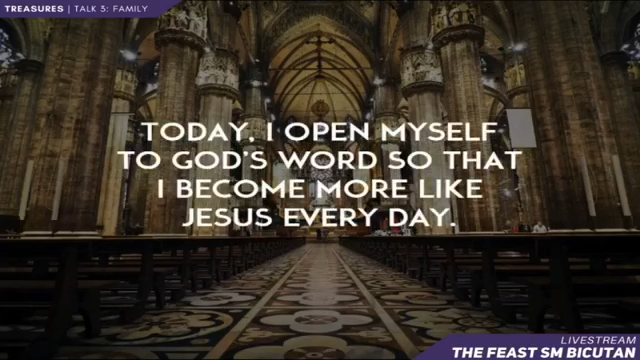 TREASURES | TALK 3: FAMILY
TODAY, I OPEN MYSELF
TO GOD'S WORD SO THAT
I BECOME MORE LIKE
JESUS EVERY DAY.
LIVESTREAM
THE FEAST SM BICUTAN